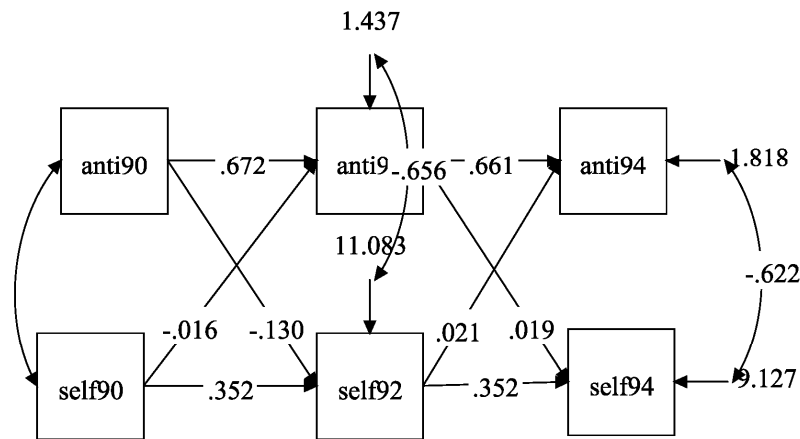 1.437
anti90
.672
anti9
-.656
.661
anti94
1.818
11.083
-.622
-.016
-.130
.021
.019
self90
.352
self92
.352
self94
9.127